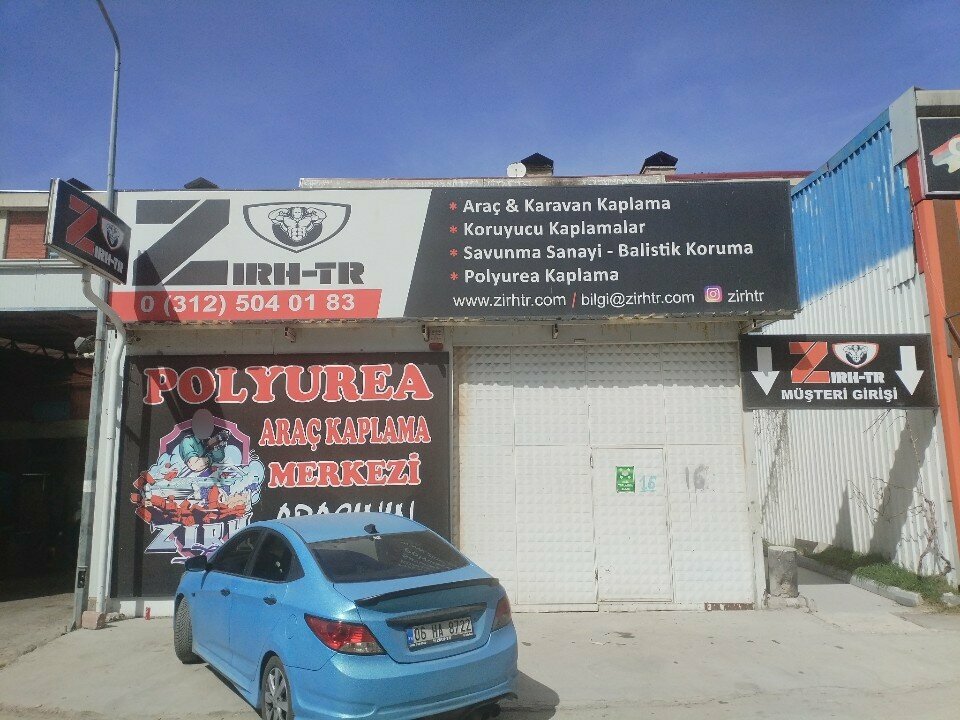 ZIRH-TR
0 (312) 504 01 83
* Araç & Karavan Kaplama
* Koruyucu Kaplamalar
* Savunma Sanayi - Balistik Koruma
* Polyurea Kaplama
www.zirhtr.com / bilgi@zirhtr.com zirhtr
ZIRH-TR
ZIRH-TR
MÜŞTERİ GİRİŞİ
POLYUREA
ARAÇ KAPLAMA
MERKEZİ
ZIRH
15
16
06 HA 8722